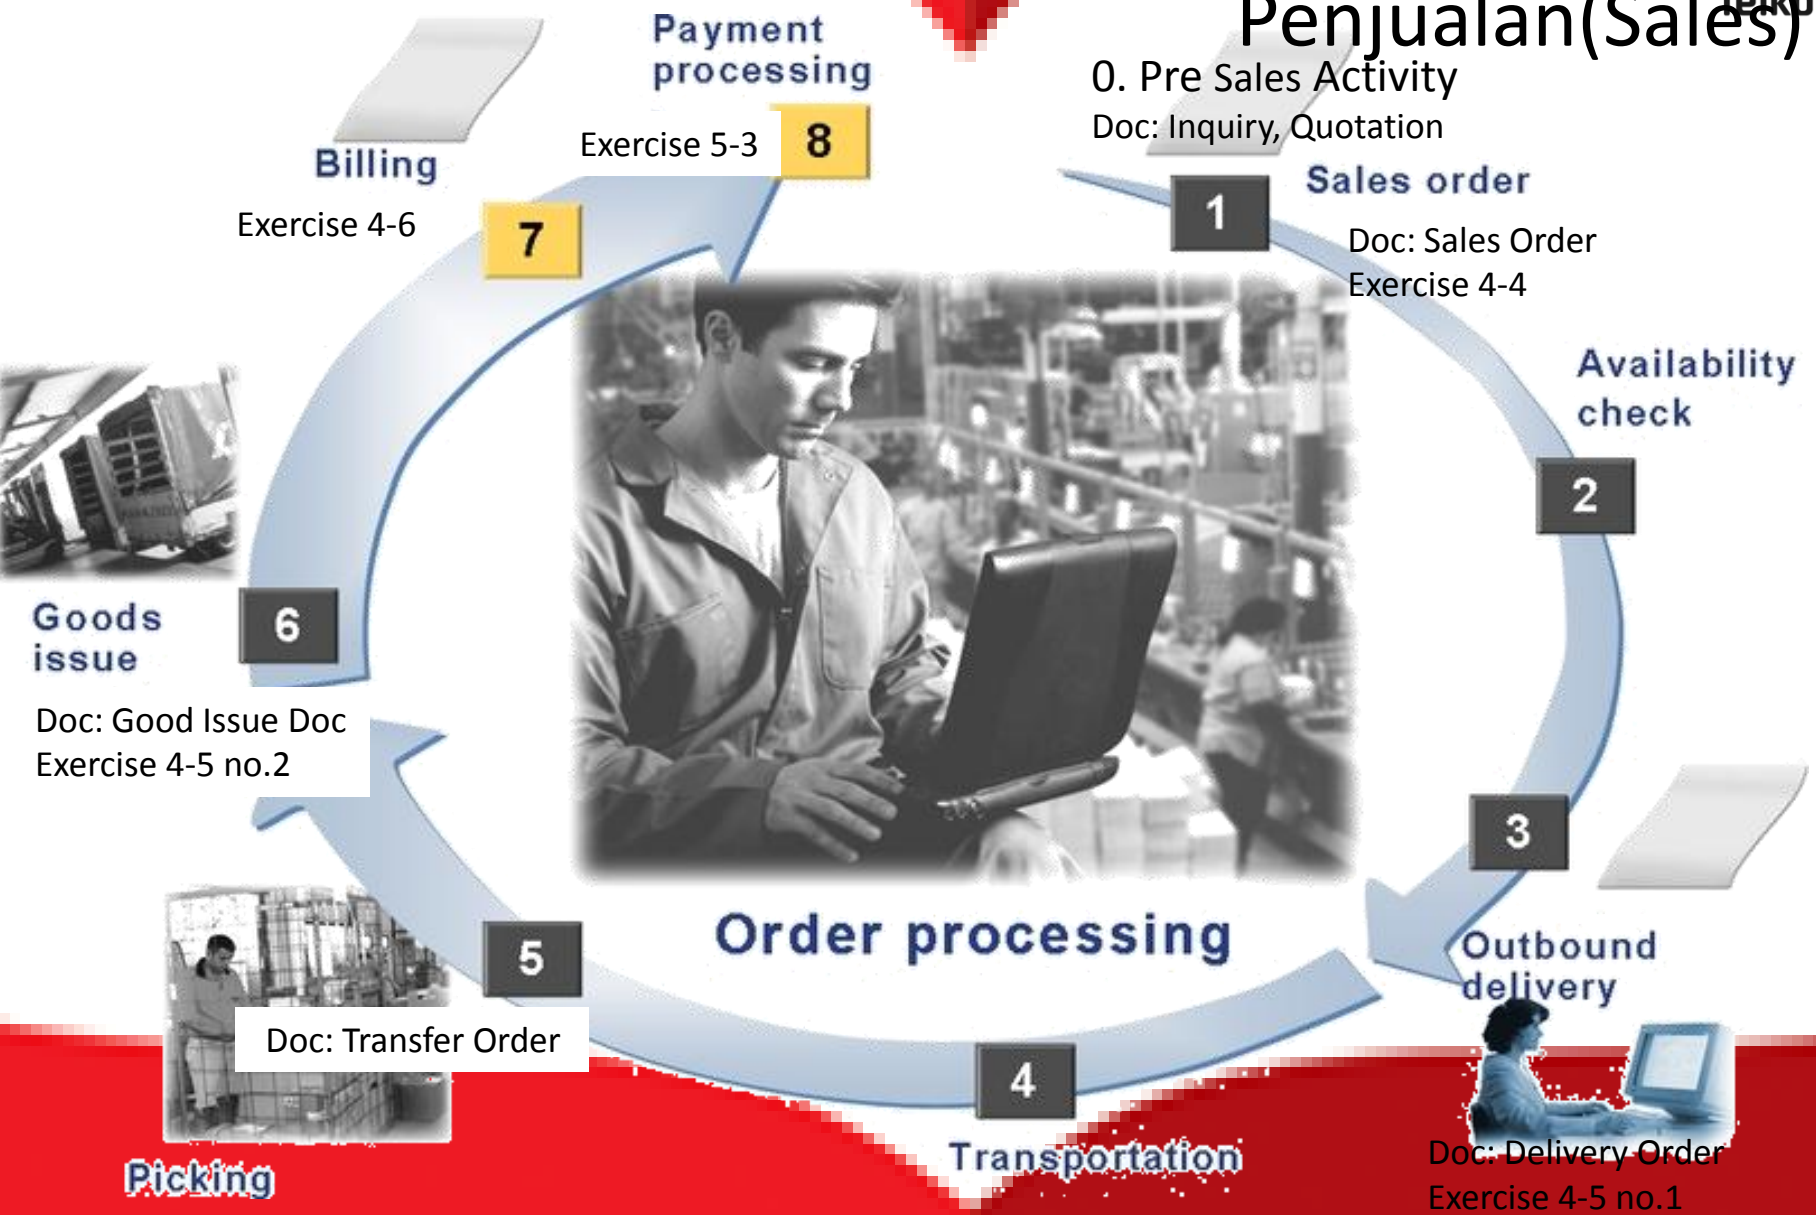 Penjualan(Sales)
0. Pre Sales Activity
Doc: Inquiry, Quotation
1
Sales order
Doc: Sales Order
Exercise 4-4
Availability
check
2
3
Outbound
delivery
Doc: Delivery Order
Exercise 4-5 no.1
4
Transportation
5
Doc: Transfer Order
Picking
6
Goods
issue
Doc: Good Issue Doc
Exercise 4-5 no.2
7
Billing
Exercise 4-6
8
Payment
processing
Exercise 5-3
Order processing